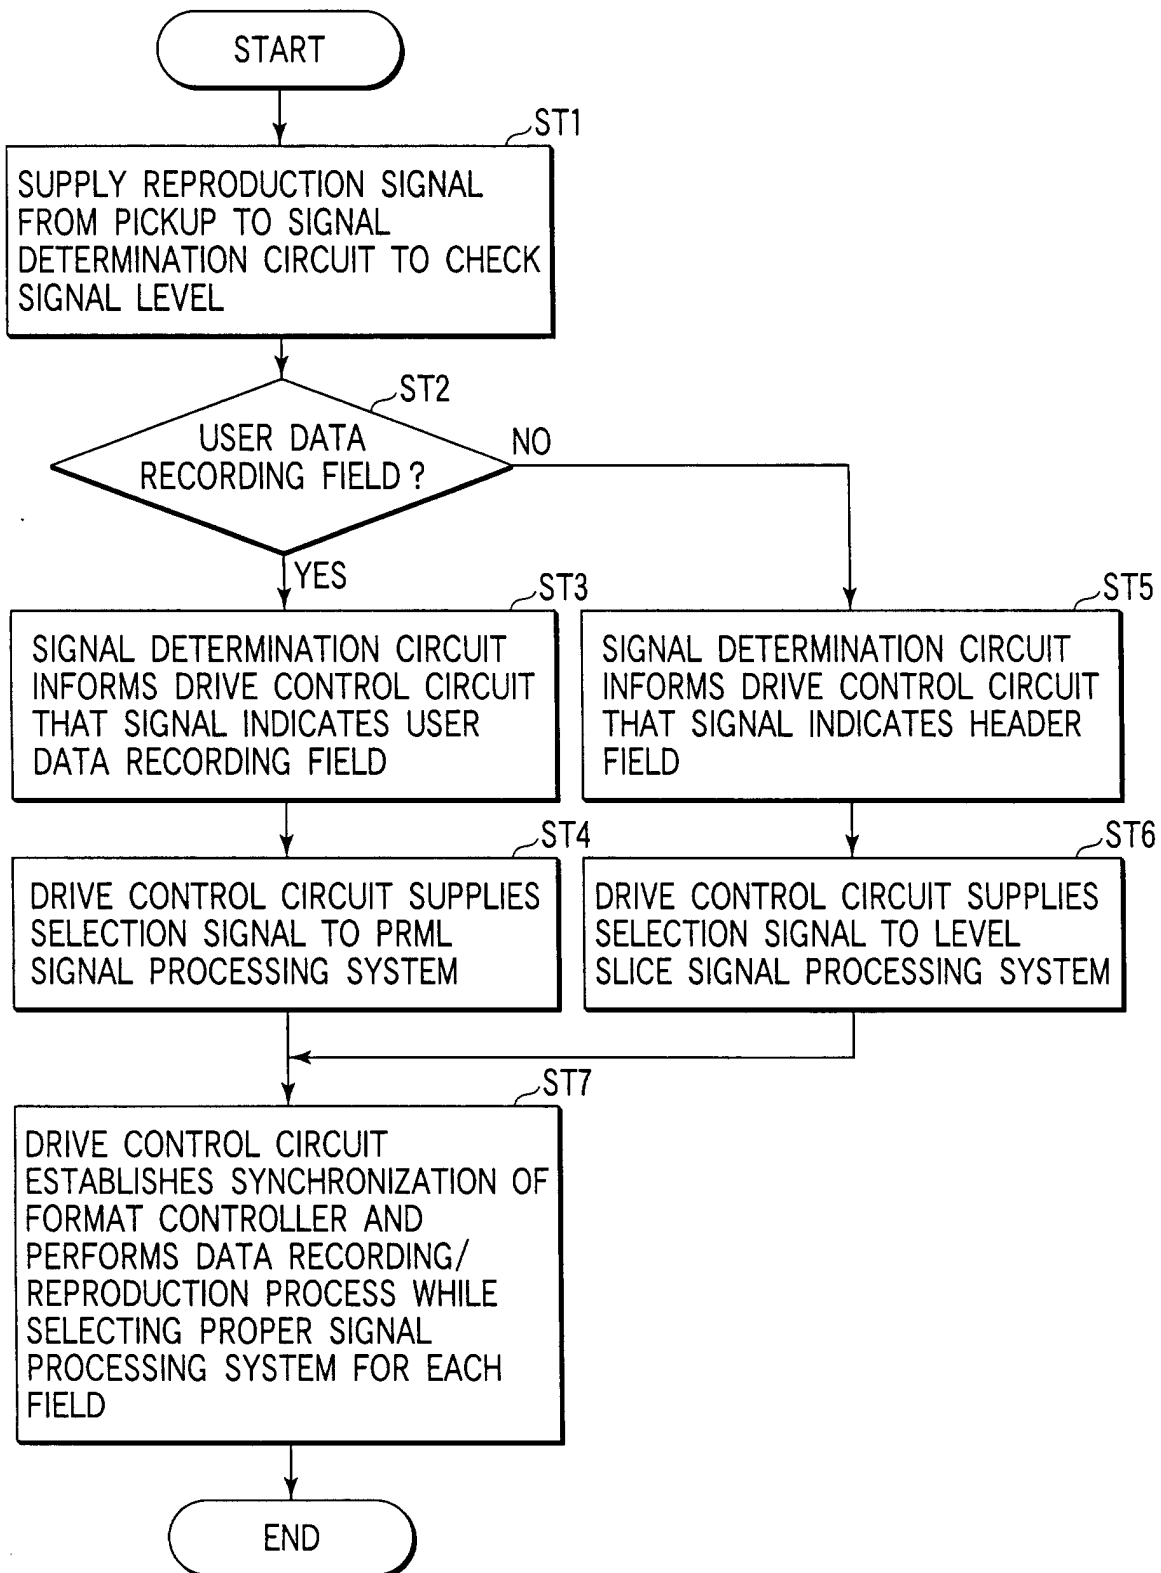 START
ST1
SUPPLY REPRODUCTION SIGNAL
FROM PICKUP TO SIGNAL
DETERMINATION CIRCUIT TO CHECK
SIGNAL LEVEL
ST2
USER DATA
RECORDING FIELD?
NO
YES
ST3
SIGNAL DETERMINATION CIRCUIT
INFORMS DRIVE CONTROL CIRCUIT
THAT SIGNAL INDICATES USER
DATA RECORDING FIELD
ST5
SIGNAL DETERMINATION CIRCUIT
INFORMS DRIVE CONTROL CIRCUIT
THAT SIGNAL INDICATES HEADER
FIELD
ST4
DRIVE CONTROL CIRCUIT SUPPLIES
SELECTION SIGNAL TO PRML
SIGNAL PROCESSING SYSTEM
ST6
DRIVE CONTROL CIRCUIT SUPPLIES
SELECTION SIGNAL TO LEVEL
SLICE SIGNAL PROCESSING SYSTEM
ST7
DRIVE CONTROL CIRCUIT
ESTABLISHES SYNCHRONIZATION OF
FORMAT CONTROLLER AND
PERFORMS DATA RECORDING/
REPRODUCTION PROCESS WHILE
SELECTING PROPER SIGNAL
PROCESSING SYSTEM FOR EACH
FIELD
END